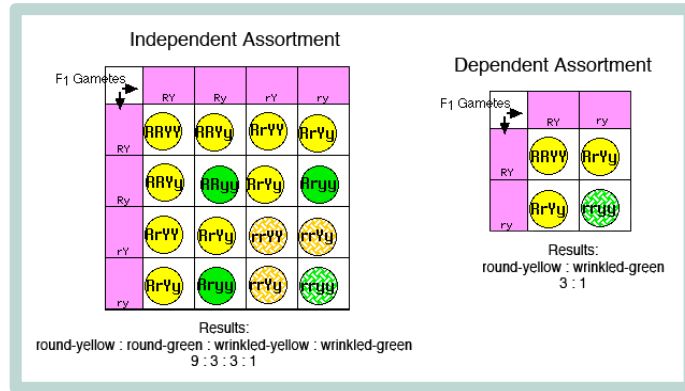 Independent Assortment
F1 Gametes
RY Ry rY ry
RY RRYY RRYy RrYY RrYy
Ry RRYy RRyy RrYy Rryy
rY RrYY RrYy rrYY rrYy
ry RrYy Rryy rrYy rryy
Results:
round-yellow : round-green : wrinkled-yellow : wrinkled-green
9 : 3 : 3 : 1
Dependent Assortment
F1 Gametes
RY ry
RY RRYY RrYy
ry RrYy rryy
Results:
round-yellow : wrinkled-green
3 : 1